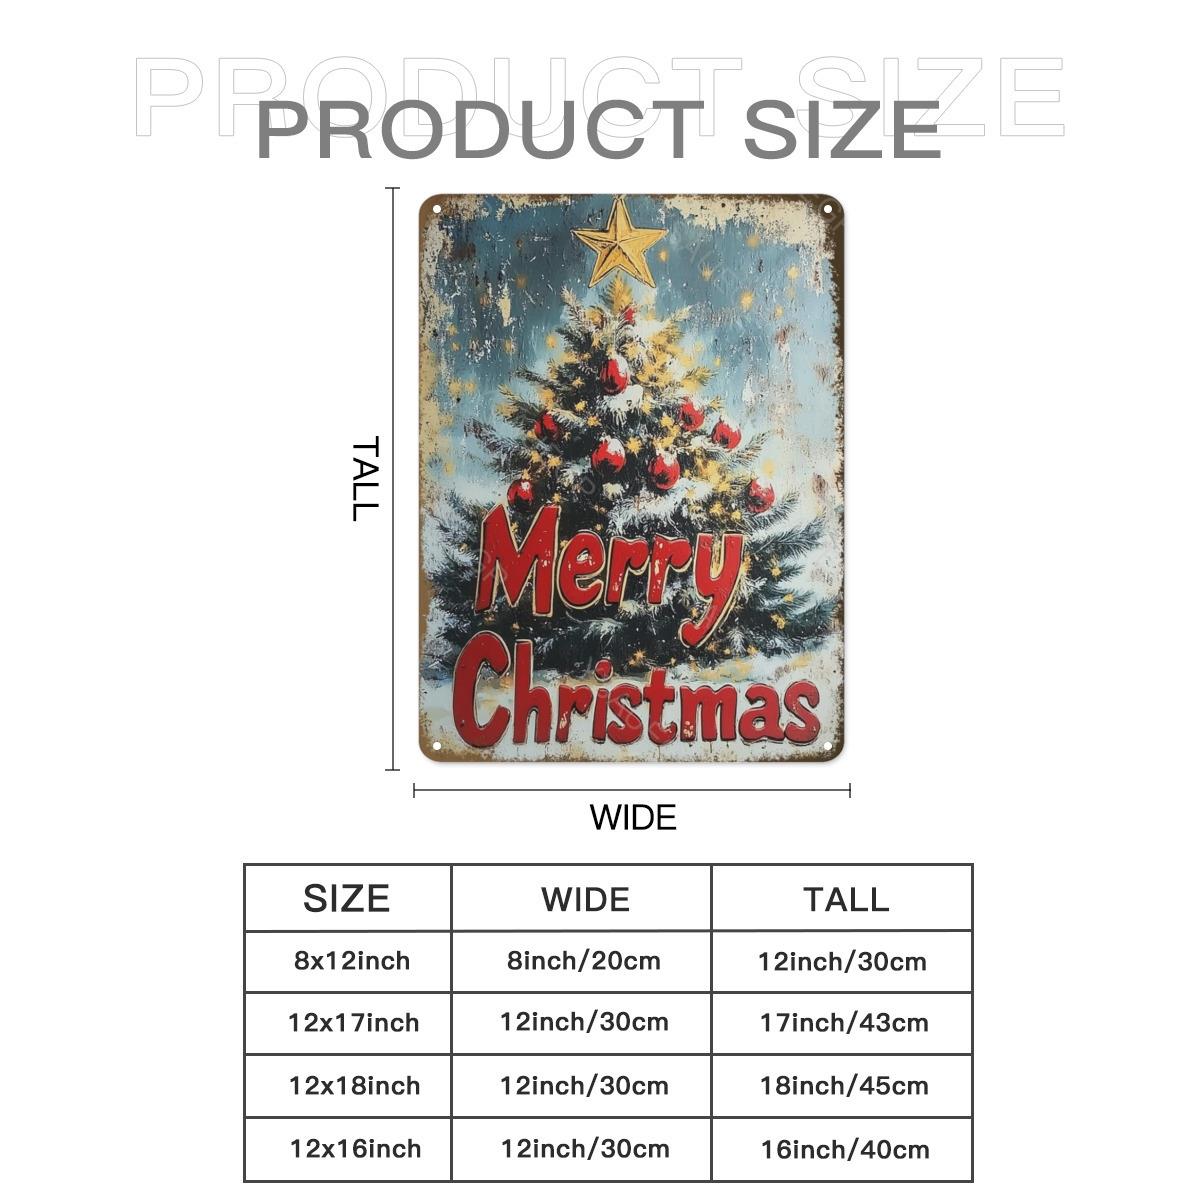 PRODUCT SIZE
PRODUCT SIZE
TALL
Merry
Christmas
WIDE
SIZE WIDE TALL
8x12inch 8inch/20cm 12inch/30cm
12x17inch 12inch/30cm 17inch/43cm
12x18inch 12inch/30cm 18inch/45cm
12x16inch 12inch/30cm 16inch/40cm